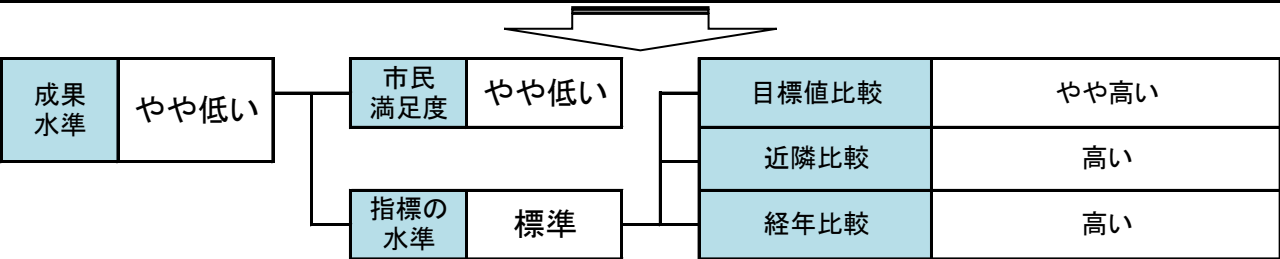 成果
水準
やや低い
市民
満足度
やや低い
指標の
水準
標準
目標値比較
やや高い
近隣比較
高い
経年比較
高い